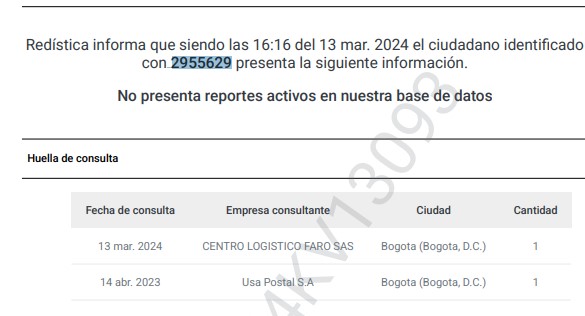 Redística informa que siendo las 16:16 del 13 mar. 2024 el ciudadano identificado
con 2955629 presenta la siguiente información.
No presenta reportes activos en nuestra base de datos
Huella de consulta
Fecha de consulta Empresa consultante Ciudad Cantidad
13 mar. 2024 CENTRO LOGISTICO FARO SAS Bogota (Bogota, D.C.) 1
14 abr. 2023 Usa Postal S.A Bogota (Bogota, D.C.) 1
4KV13093